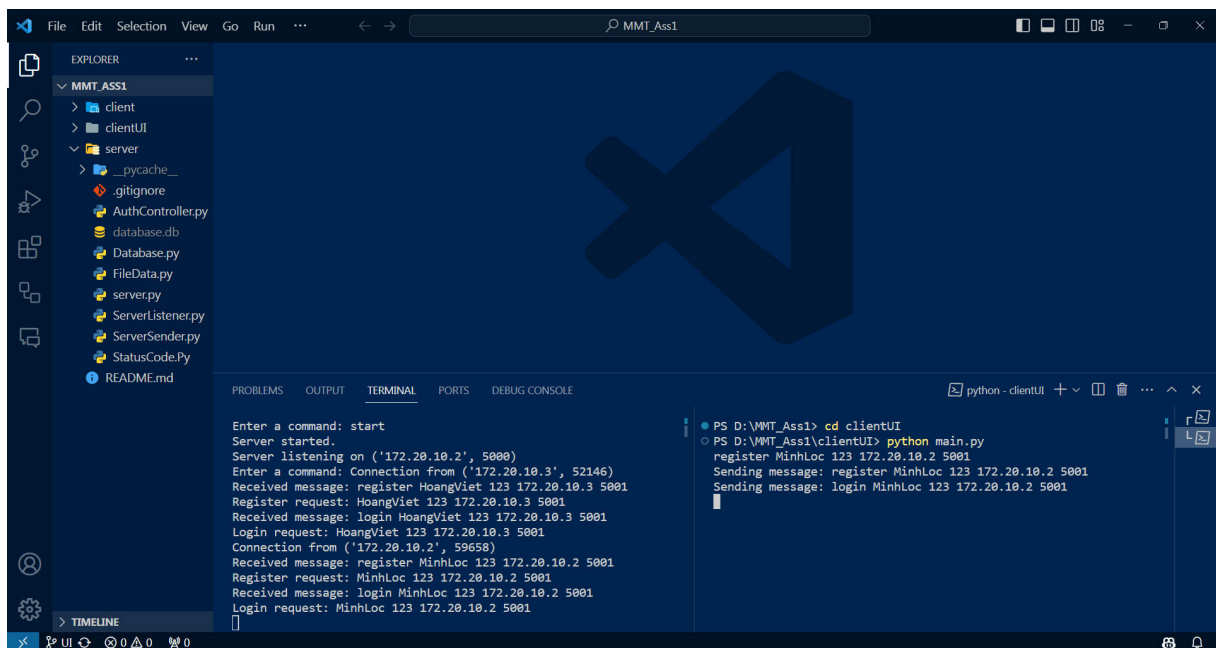 File Edit Selection View Go Run ···
MMT_Ass1
EXPLORER ···
MMT_ASS1
client
clientUI
server
__pycache__
.gitignore
AuthController.py
database.db
Database.py
FileData.py
server.py
ServerListener.py
ServerSender.py
StatusCode.Py
README.md
TIMELINE
PROBLEMS OUTPUT TERMINAL PORTS DEBUG CONSOLE
python - clientUI
Enter a command: start
Server started.
Server listening on ('172.20.10.2', 5000)
Enter a command: Connection from ('172.20.10.3', 52146)
Received message: register HoangViet 123 172.20.10.3 5001
Register request: HoangViet 123 172.20.10.3 5001
Received message: login HoangViet 123 172.20.10.3 5001
Login request: HoangViet 123 172.20.10.3 5001
Connection from ('172.20.10.2', 59658)
Received message: register MinhLoc 123 172.20.10.2 5001
Register request: MinhLoc 123 172.20.10.2 5001
Received message: login MinhLoc 123 172.20.10.2 5001
Login request: MinhLoc 123 172.20.10.2 5001
PS D:\MMT_Ass1> cd clientUI
PS D:\MMT_Ass1\clientUI> python main.py
register MinhLoc 123 172.20.10.2 5001
Sending message: register MinhLoc 123 172.20.10.2 5001
Sending message: login MinhLoc 123 172.20.10.2 5001
UI 0 0 0